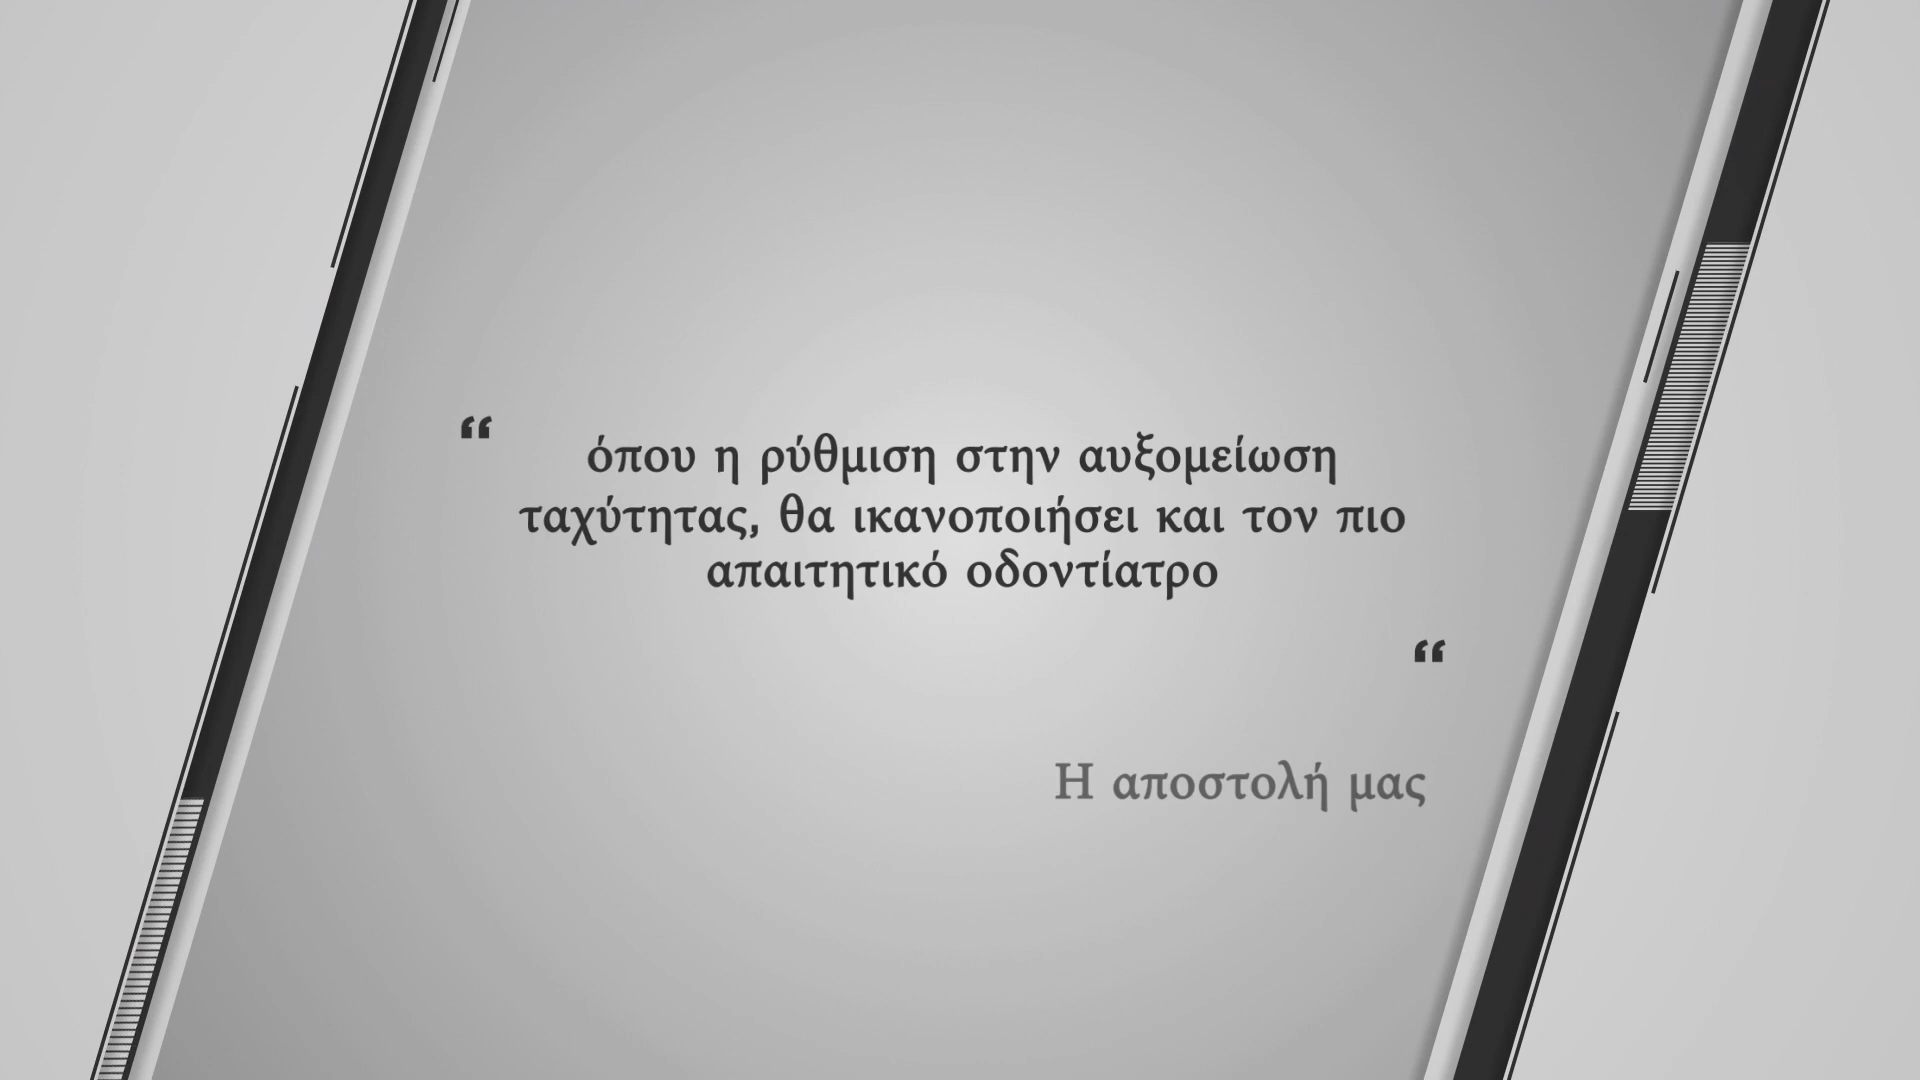 “ όπου η ρύθμιση στην αυξομείωση
ταχύτητας, θα ικανοποιήσει και τον πιο
απαιτητικό οδοντίατρο
“
Η αποστολή μας